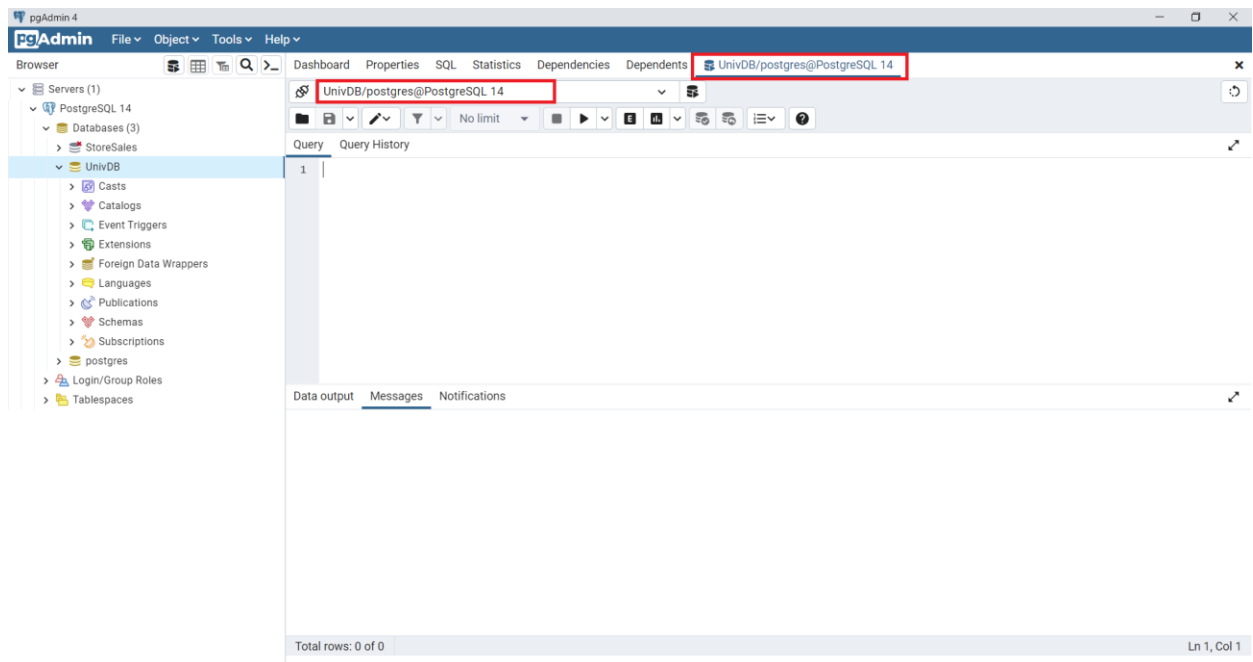 pgAdmin 4
pgAdmin File Object Tools Help
Browser
Dashboard Properties SQL Statistics Dependencies Dependents UnivDB/postgres@PostgreSQL 14
Servers (1)
PostgreSQL 14
Databases (3)
StoreSales
UnivDB
Casts
Catalogs
Event Triggers
Extensions
Foreign Data Wrappers
Languages
Publications
Schemas
Subscriptions
postgres
Login/Group Roles
Tablespaces
UnivDB/postgres@PostgreSQL 14
No limit E
Query Query History
1
Data output Messages Notifications
Total rows: 0 of 0
Ln 1, Col 1